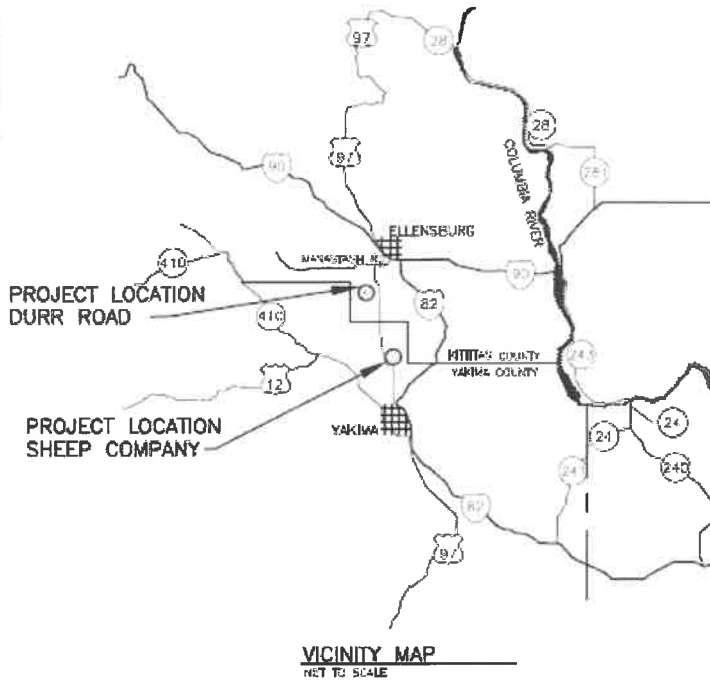 97
28
28
97
90
COLUMBIA RIVER
281
ELLENSBURG
MANASTASH
410
90
PROJECT LOCATION
DURR ROAD
82
410
KITTITAS COUNTY
YAKIMA COUNTY
243
12
PROJECT LOCATION
SHEEP COMPANY
YAKIMA
24
24
241
240
82
97
VICINITY MAP
NOT TO SCALE